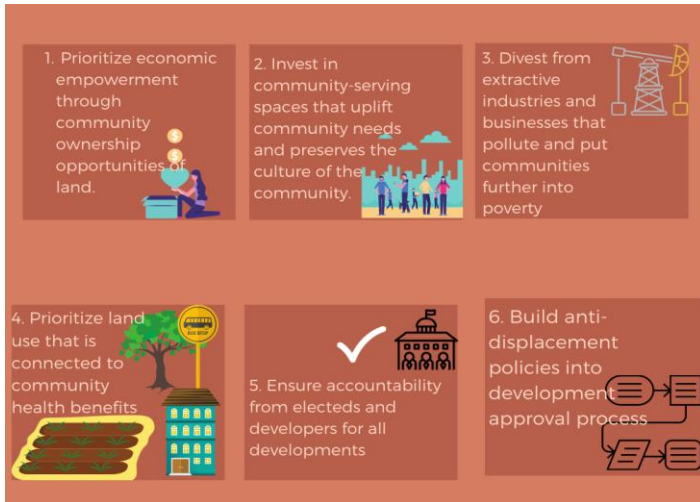 1. Prioritize economic
empowerment
through
community
ownership
opportunities of
land.
2. Invest in
community-serving
spaces that uplift
community needs
and preserves the
culture of the
community.
3. Divest from
extractive
industries and
businesses that
pollute and put
communities
further into
poverty
4. Prioritize land
use that is
connected to
community
health benefits
BUS STOP
5. Ensure accountability
from electeds and
developers for all
developments
6. Build anti-
displacement
policies into
development
approval process